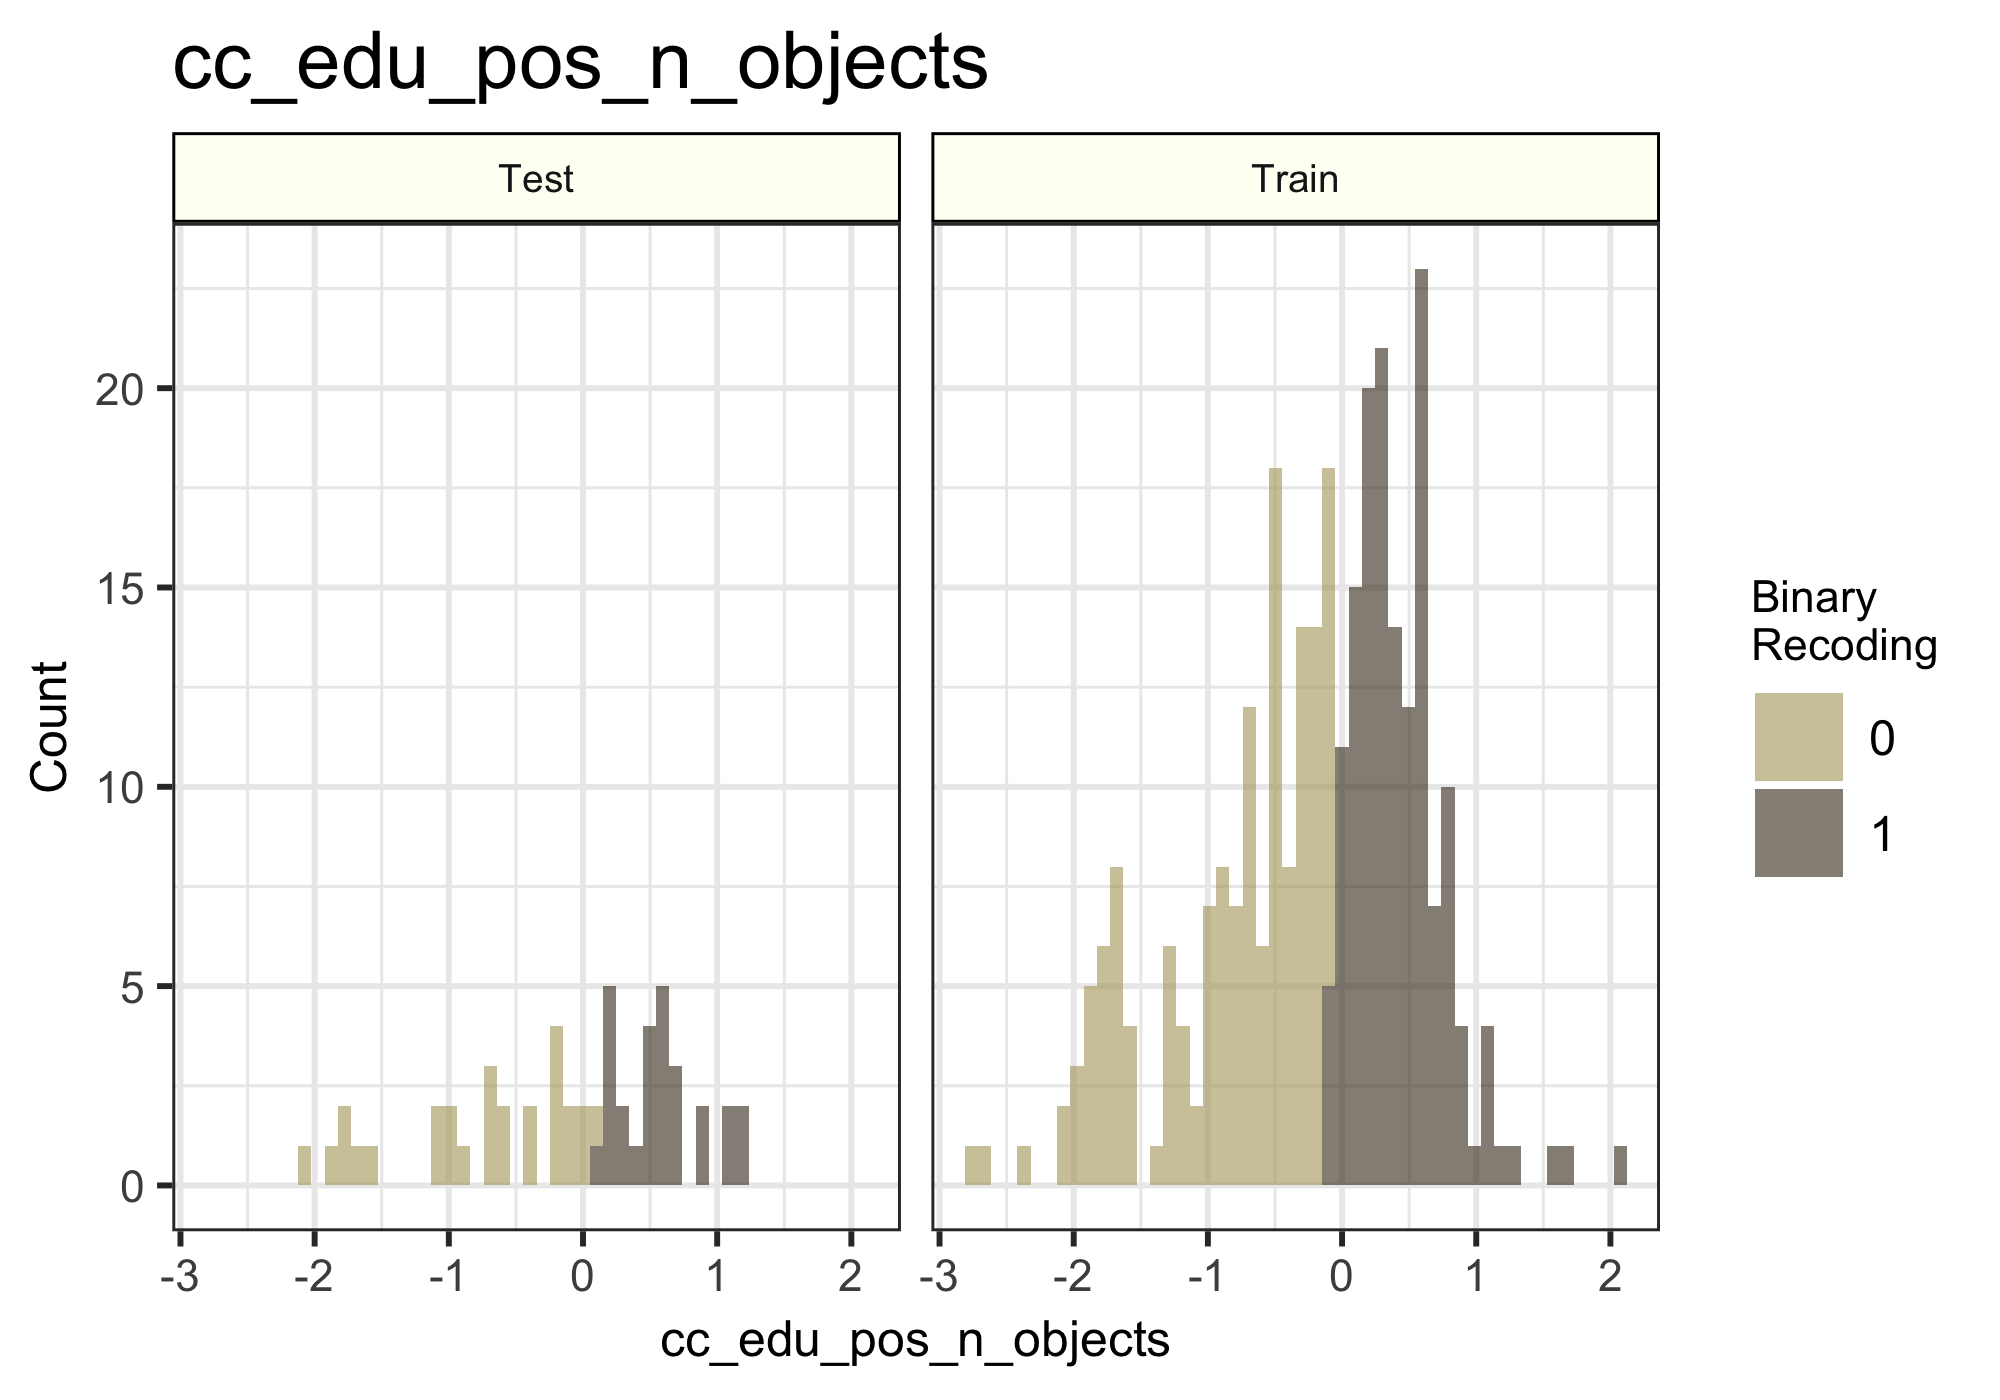 cc_edu_pos_n_objects
Test
Train
Count
20
15
10
5
0
-3 -2 -1 0 1 2
-3 -2 -1 0 1 2
cc_edu_pos_n_objects
Binary
Recoding
0
1